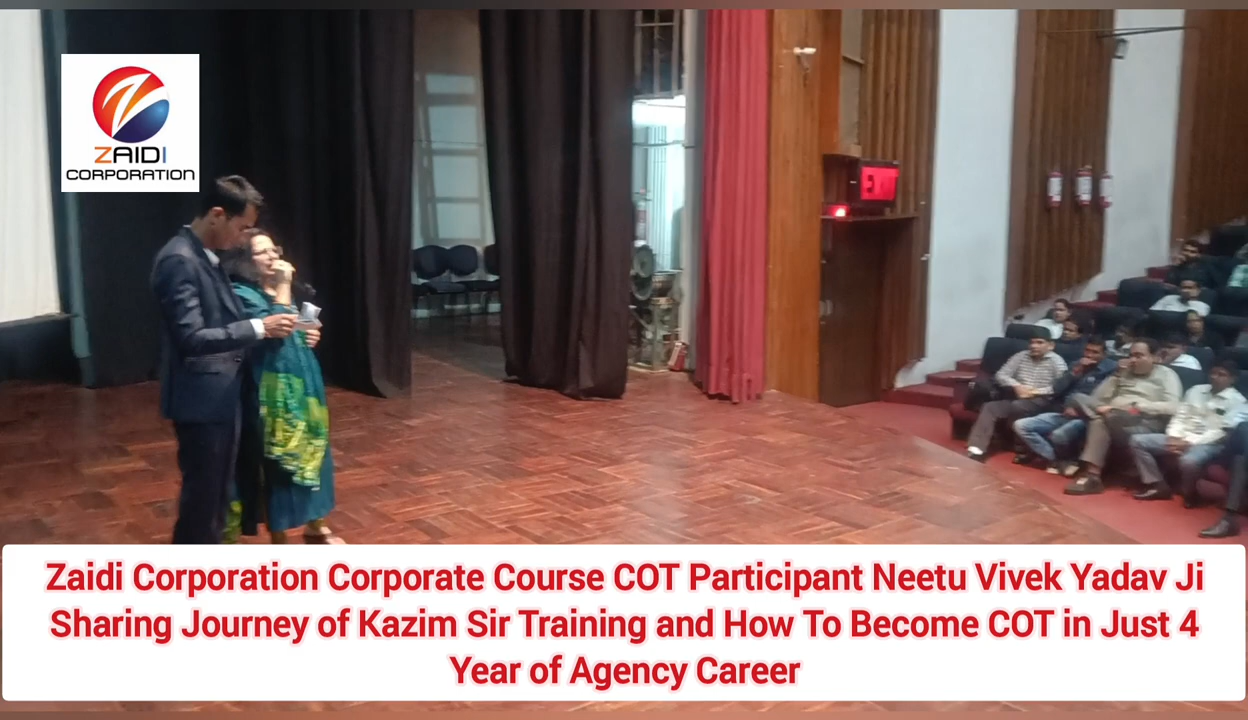 ZAIDI
CORPORATION
Zaidi Corporation Corporate Course COT Participant Neetu Vivek Yadav Ji
Sharing Journey of Kazim Sir Training and How To Become COT in Just 4
Year of Agency Career